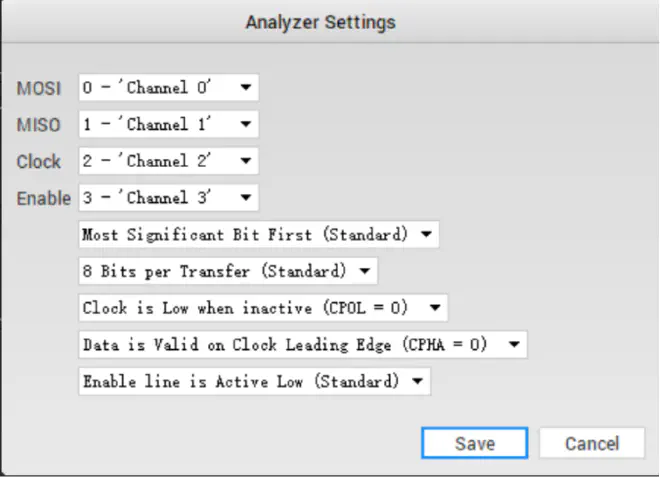 Analyzer Settings
MOSI 0 - 'Channel 0'
MISO 1 - 'Channel 1'
Clock 2 - 'Channel 2'
Enable 3 - 'Channel 3'
Most Significant Bit First (Standard)
8 Bits per Transfer (Standard)
Clock is Low when inactive (CPOL = 0)
Data is Valid on Clock Leading Edge (CPHA = 0)
Enable line is Active Low (Standard)
Save Cancel